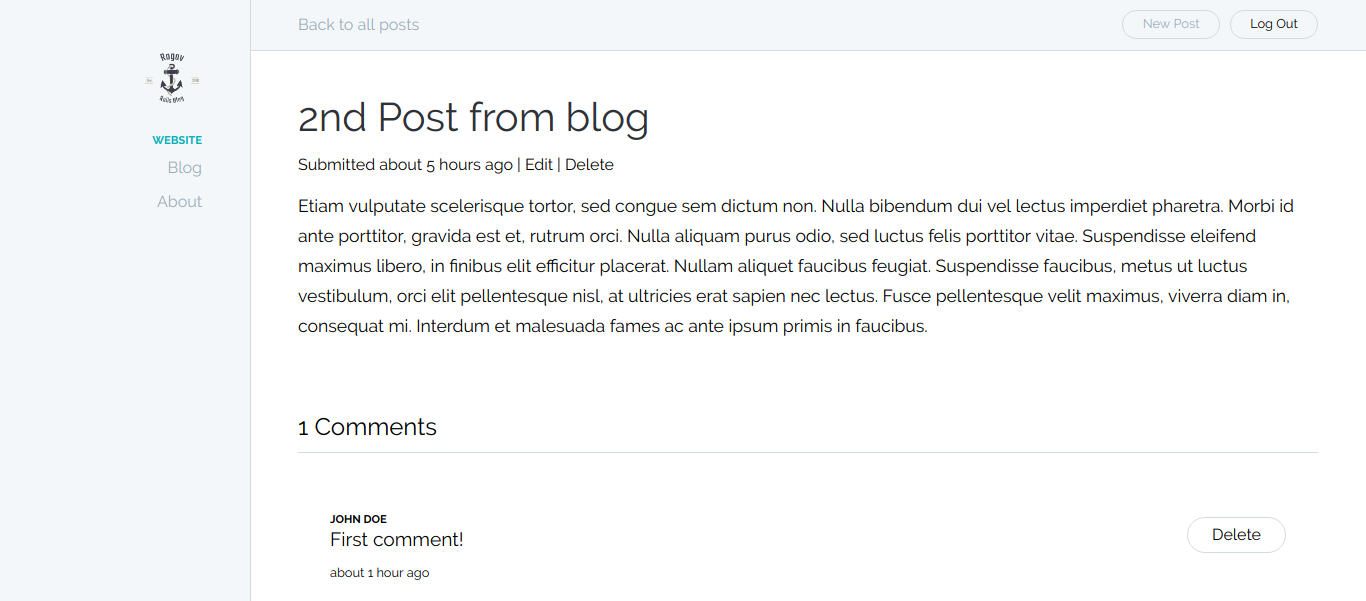 Back to all posts
New Post
Log Out
Rogov
Rails Blog
WEBSITE
Blog
About
2nd Post from blog
Submitted about 5 hours ago | Edit | Delete
Etiam vulputate scelerisque tortor, sed congue sem dictum non. Nulla bibendum dui vel lectus imperdiet pharetra. Morbi id
ante porttitor, gravida est et, rutrum orci. Nulla aliquam purus odio, sed luctus felis porttitor vitae. Suspendisse eleifend
maximus libero, in finibus elit efficitur placerat. Nullam aliquet faucibus feugiat. Suspendisse faucibus, metus ut luctus
vestibulum, orci elit pellentesque nisl, at ultricies erat sapien nec lectus. Fusce pellentesque velit maximus, viverra diam in,
consequat mi. Interdum et malesuada fames ac ante ipsum primis in faucibus.
1 Comments
JOHN DOE
First comment!
about 1 hour ago
Delete